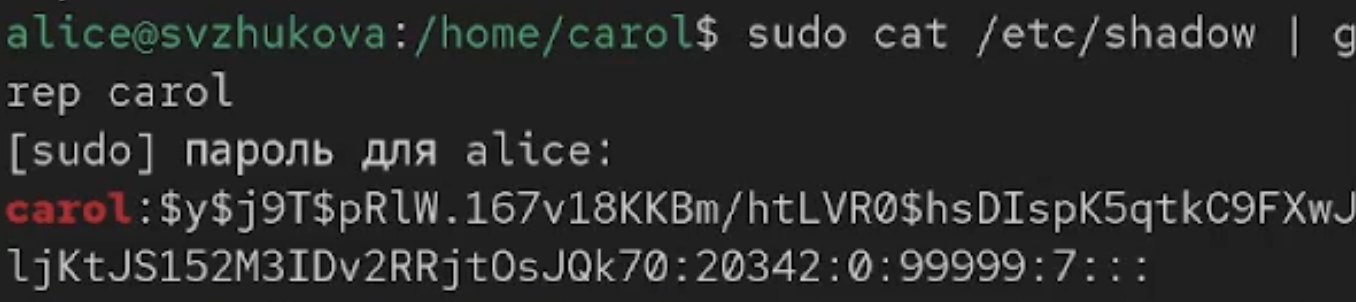 alice@svzhukova:/home/carol$ sudo cat /etc/shadow | g
rep carol
[sudo] пароль для alice:
carol:$y$j9T$pRlW.167v18KKBm/htLVR0$hsDIspK5qtkC9FXwJ
ljKtJS152M3IDv2RRjtOsJQk70:20342:0:99999:7:::